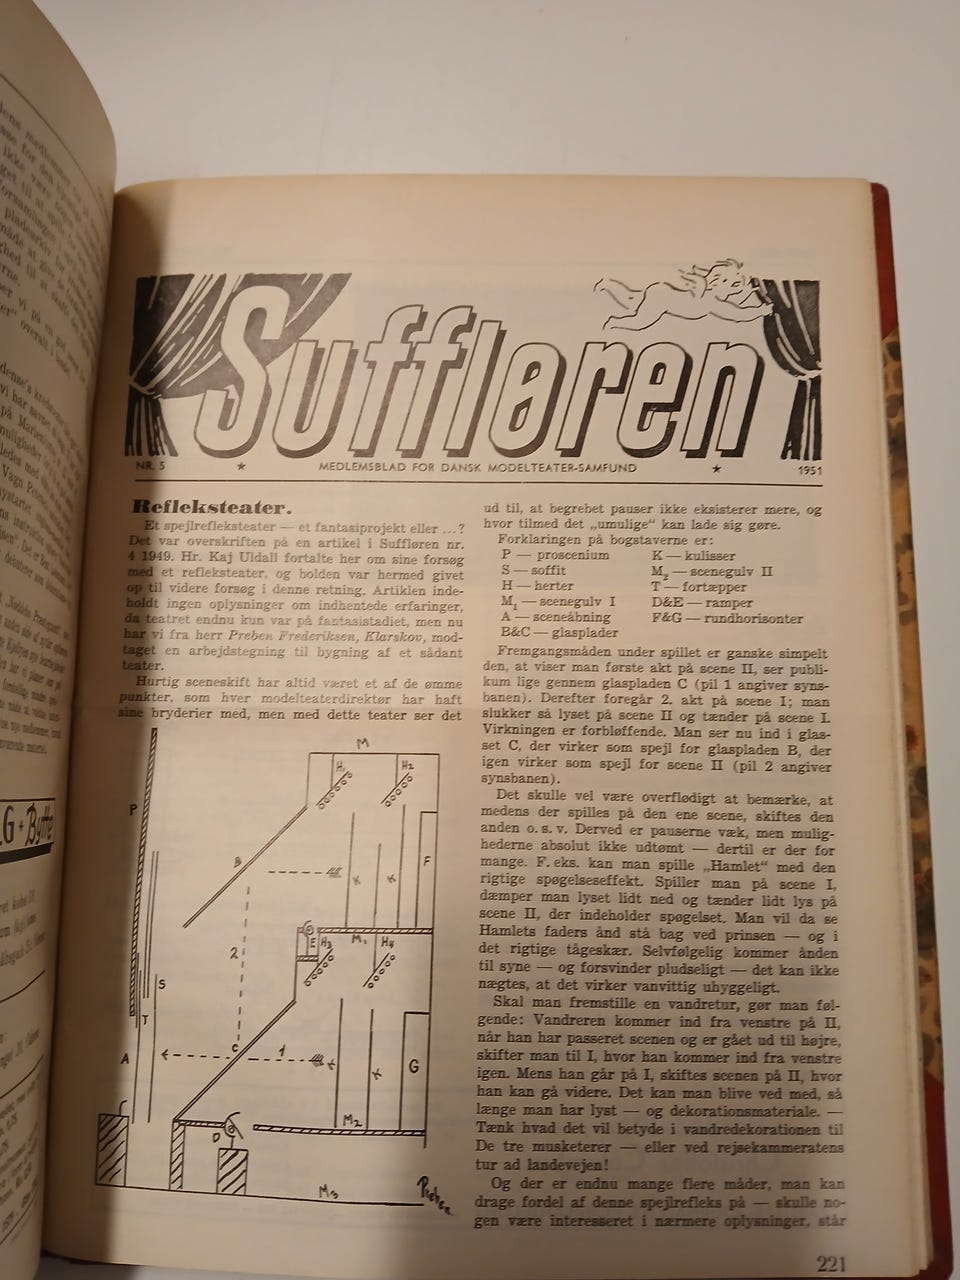 Suffløren
NR. 5 ★ MEDLEMSBLAD FOR DANSK MODELTEATER-SAMFUND ★ 1951
Refleksteater.
Et spejlrefleksteater — et fantasiprojekt eller ...?
Det var overskriften på en artikel i Suffløren nr.
4 1949. Hr. Kaj Uldall fortalte her om sine forsøg
med et refleksteater, og bolden var hermed givet
op til videre forsøg i denne retning. Artiklen inde-
holdt ingen oplysninger om indhentede erfaringer,
da teatret endnu kun var på fantasistadiet, men nu
har vi fra herr Preben Frederiksen, Klarskov, mod-
taget en arbejdstegning til bygning af et sådant
teater.
Hurtig sceneskift har altid været et af de ømme
punkter, som hver modelteaterdirektør har haft
sine bryderier med, men med dette teater ser det
M
H1
H2
P
B
K
K
F
E
H3
M1
H4
2
S
T
A
C
1
K
K
G
D
M2
M3
Preben
ud til, at begrebet pauser ikke eksisterer mere, og
hvor tilmed det „umulige“ kan lade sig gøre.
Forklaringen på bogstaverne er:
P — proscenium K — kulisser
S — soffit M2 — scenegulv II
H — herter T — fortæpper
M1 — scenegulv I D&E — ramper
A — sceneåbning F&G — rundhorisonter
B&C — glasplader
Fremgangsmåden under spillet er ganske simpelt
den, at viser man første akt på scene II, ser publi-
kum lige gennem glaspladen C (pil 1 angiver syns-
banen). Derefter foregår 2. akt på scene I; man
slukker så lyset på scene II og tænder på scene I.
Virkningen er forbløffende. Man ser nu ind i glas-
set C, der virker som spejl for glaspladen B, der
igen virker som spejl for scene II (pil 2 angiver
synsbanen).
Det skulle vel være overflødigt at bemærke, at
medens der spilles på den ene scene, skiftes den
anden o. s. v. Derved er pauserne væk, men mulig-
hederne absolut ikke udtømt — dertil er der for
mange. F. eks. kan man spille „Hamlet“ med den
rigtige spøgelseseffekt. Spiller man på scene I,
dæmper man lyset lidt ned og tænder lidt lys på
scene II, der indeholder spøgelset. Man vil da se
Hamlets faders ånd stå bag ved prinsen — og i
det rigtige tågeskær. Selvfølgelig kommer ånden
til syne — og forsvinder pludseligt — det kan ikke
nægtes, at det virker vanvittig uhyggeligt.
Skal man fremstille en vandretur, gør man føl-
gende: Vandreren kommer ind fra venstre på II,
når han har passeret scenen og er gået ud til højre,
skifter man til I, hvor han kommer ind fra venstre
igen. Mens han går på I, skiftes scenen på II, hvor
han kan gå videre. Det kan man blive ved med, så
længe man har lyst — og dekorationsmateriale. —
Tænk hvad det vil betyde i vandredekorationen til
De tre musketerer — eller ved rejsekammeratens
tur ad landevejen!
Og der er endnu mange flere måder, man kan
drage fordel af denne spejlrefleks på — skulle no-
gen være interesseret i nærmere oplysninger, står
221